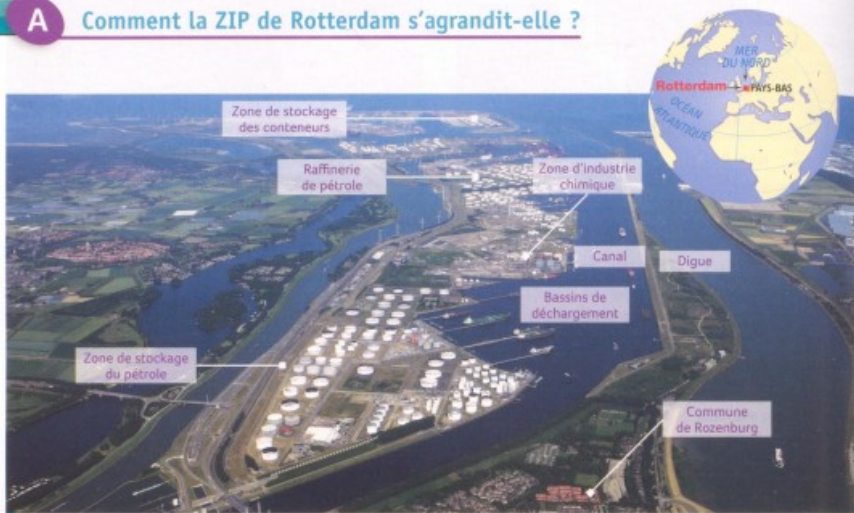 A Comment la ZIP de Rotterdam s'agrandit-elle ?
MER
DU NORD
Rotterdam
PAYS-BAS
OCÉAN
ATLANTIQUE
Zone de stockage
des conteneurs
Raffinerie
de pétrole
Zone d'industrie
chimique
Canal
Digue
Bassins de
déchargement
Zone de stockage
du pétrole
Commune
de Rozenburg